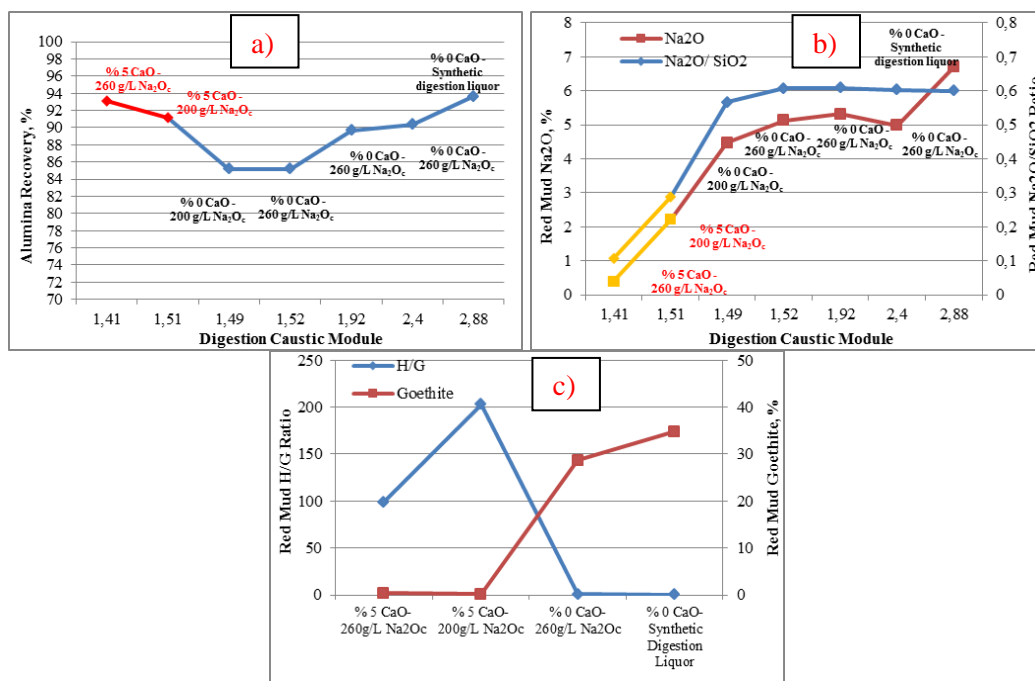 a)
Alumina Recovery, %
100
98
96
94
92
90
88
86
84
82
80
78
76
74
72
70
% 5 CaO -
260 g/L Na₂Oc
% 5 CaO -
200 g/L Na₂Oc
% 0 CaO -
200 g/L Na₂Oc
% 0 CaO -
260 g/L Na₂Oc
% 0 CaO -
260 g/L Na₂Oc
% 0 CaO -
Synthetic
digestion liquor
% 0 CaO -
260 g/L Na₂Oc
1,41 1,51 1,49 1,52 1,92 2,4 2,88
Digestion Caustic Module
b)
Na2O
Na2O/ SiO2
Red Mud Na2O, %
8
7
6
5
4
3
2
1
0
Red Mud Na2O/SiO2 Ratio
0,8
0,7
0,6
0,5
0,4
0,3
0,2
0,1
0
% 0 CaO -
Synthetic
digestion liquor
% 0 CaO -
260 g/L Na₂Oc
% 0 CaO -
260 g/L Na₂Oc
% 0 CaO -
260 g/L Na₂Oc
% 0 CaO -
200 g/L Na₂Oc
% 5 CaO -
200 g/L Na₂Oc
% 5 CaO -
260 g/L Na₂Oc
1,41 1,51 1,49 1,52 1,92 2,4 2,88
Digestion Caustic Module
c)
H/G
Goethite
Red Mud H/G Ratio
250
200
150
100
50
0
Red Mud Goethite, %
50
40
30
20
10
0
% 5 CaO-
260g/L Na2Oc
% 5 CaO-
200g/L Na2Oc
% 0 CaO-
260g/L Na2Oc
% 0 CaO-
Synthetic
Digestion
Liquor